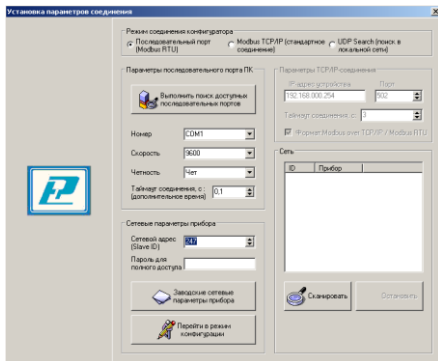 Установка параметров соединения
Режим соединения конфигуратора
Последовательный порт (Modbus RTU)
Modbus TCP/IP (стандартное соединение)
UDP Search (поиск в локальной сети)
Параметры последовательного порта ПК
Выполнить поиск доступных последовательных портов
Номер COM1
Скорость 9600
Четность Чет
Таймаут соединения, с : 0,1
(дополнительное время)
Параметры TCP/IP-соединения
IP-адрес устройства Порт
192.168.000.254 502
Таймаут соединения, с: 3
Формат Modbus over TCP/IP / Modbus RTU
Сеть
ID Прибор
Сканировать
Остановить
Сетевые параметры прибора
Сетевой адрес 247
(Slave ID)
Пароль для
полного доступа
Заводские сетевые
параметры прибора
Перейти в режим
конфигурации